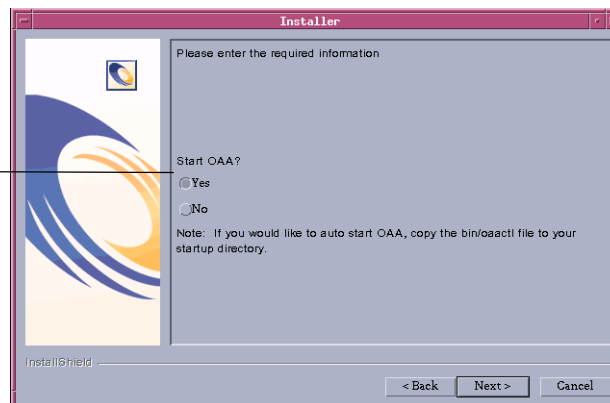 Installer
Please enter the required information
Start OAA?
Yes
No
Note: If you would like to auto start OAA, copy the bin/oaactl file to your
startup directory.
InstallShield
< Back
Next >
Cancel